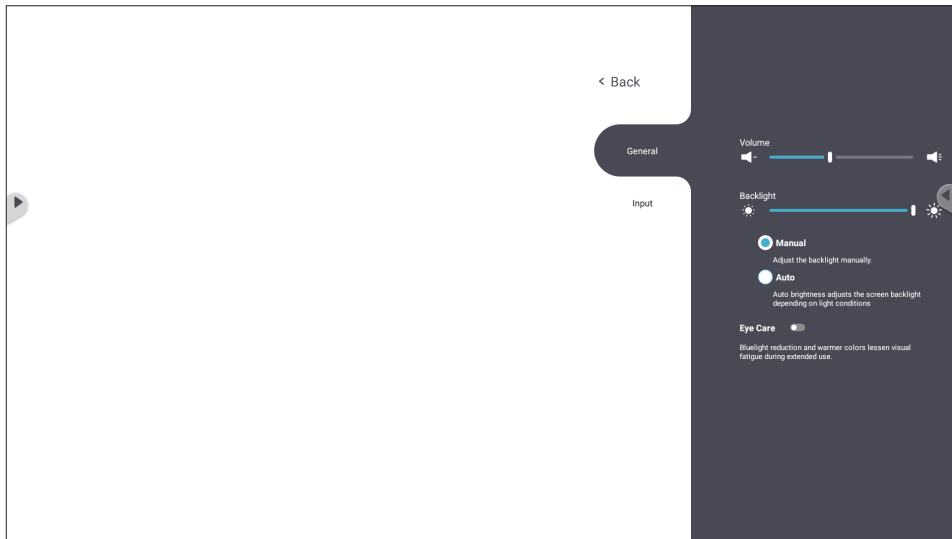 < Back
General
Input
Volume
Backlight
Manual
Adjust the backlight manually.
Auto
Auto brightness adjusts the screen backlight
depending on light conditions
Eye Care
Bluelight reduction and warmer colors lessen visual
fatigue during extended use.